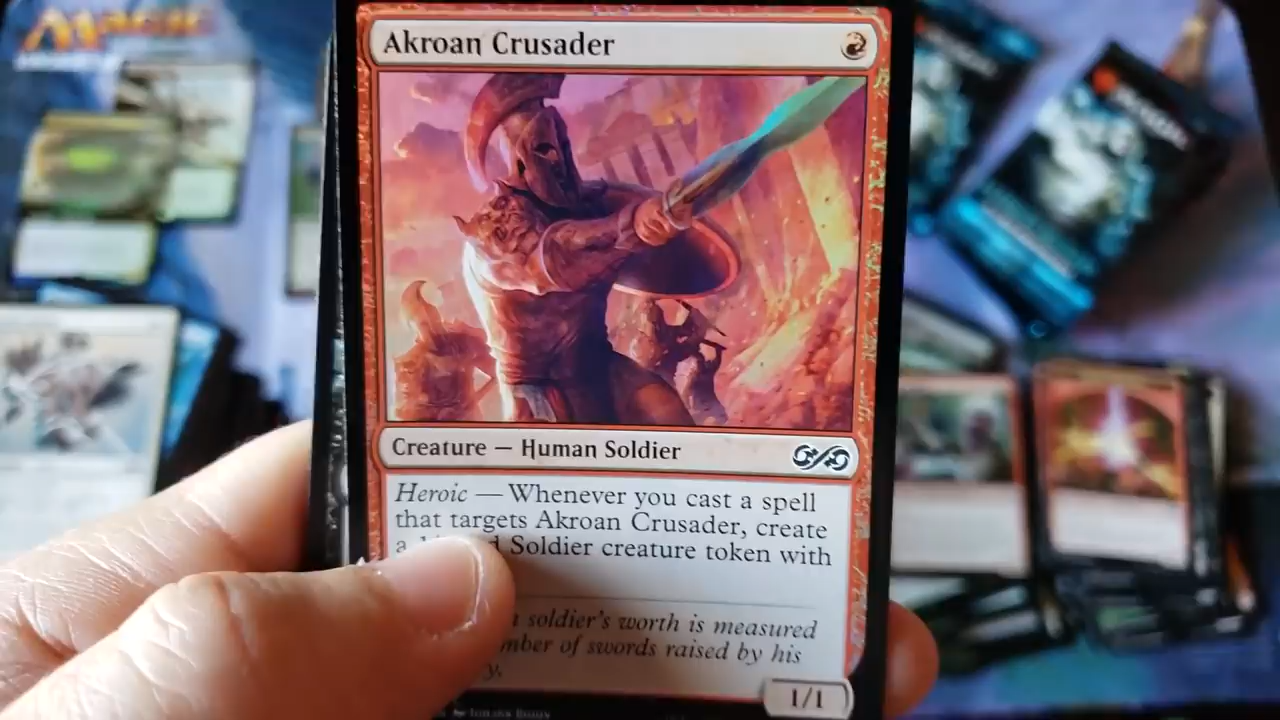 Akroan Crusader
Creature — Human Soldier
Heroic — Whenever you cast a spell
that targets Akroan Crusader, create
a Soldier creature token with
soldier's worth is measured
of swords raised by his
1/1
MAGIC